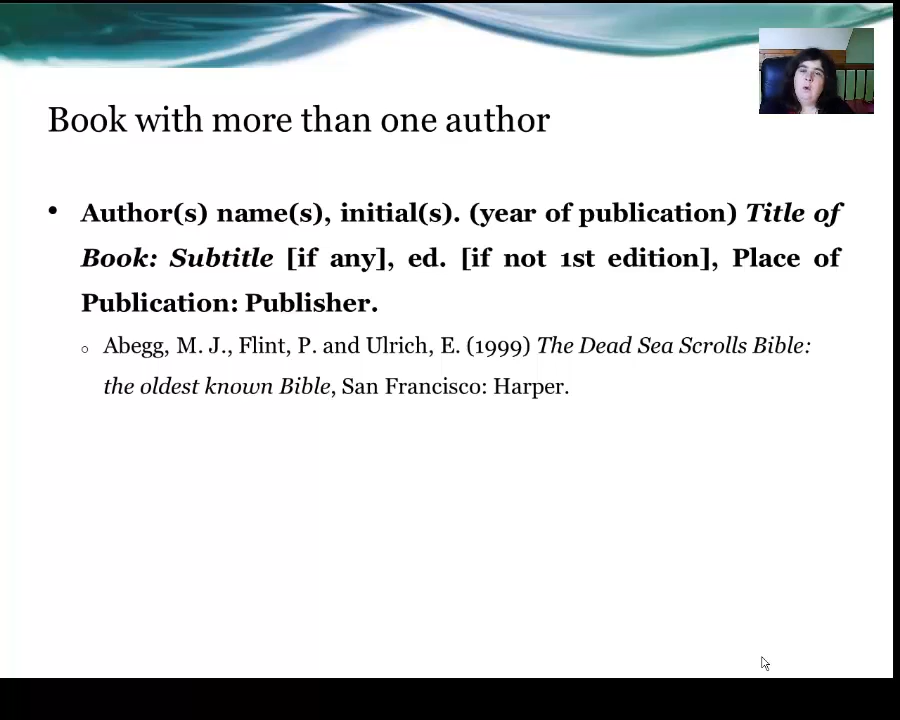 Book with more than one author
• Author(s) name(s), initial(s). (year of publication) Title of
Book: Subtitle [if any], ed. [if not 1st edition], Place of
Publication: Publisher.
○ Abegg, M. J., Flint, P. and Ulrich, E. (1999) The Dead Sea Scrolls Bible:
the oldest known Bible, San Francisco: Harper.